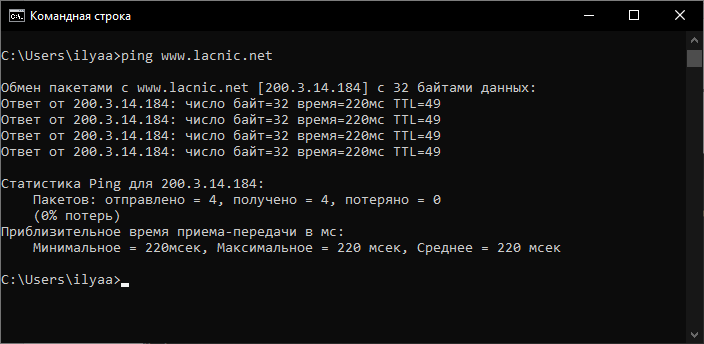 Командная строка
C:\Users\ilyaa>ping www.lacnic.net
Обмен пакетами с www.lacnic.net [200.3.14.184] с 32 байтами данных:
Ответ от 200.3.14.184: число байт=32 время=220мс TTL=49
Ответ от 200.3.14.184: число байт=32 время=220мс TTL=49
Ответ от 200.3.14.184: число байт=32 время=220мс TTL=49
Ответ от 200.3.14.184: число байт=32 время=220мс TTL=49
Статистика Ping для 200.3.14.184:
Пакетов: отправлено = 4, получено = 4, потеряно = 0
(0% потерь)
Приблизительное время приема-передачи в мс:
Минимальное = 220мсек, Максимальное = 220 мсек, Среднее = 220 мсек
C:\Users\ilyaa>